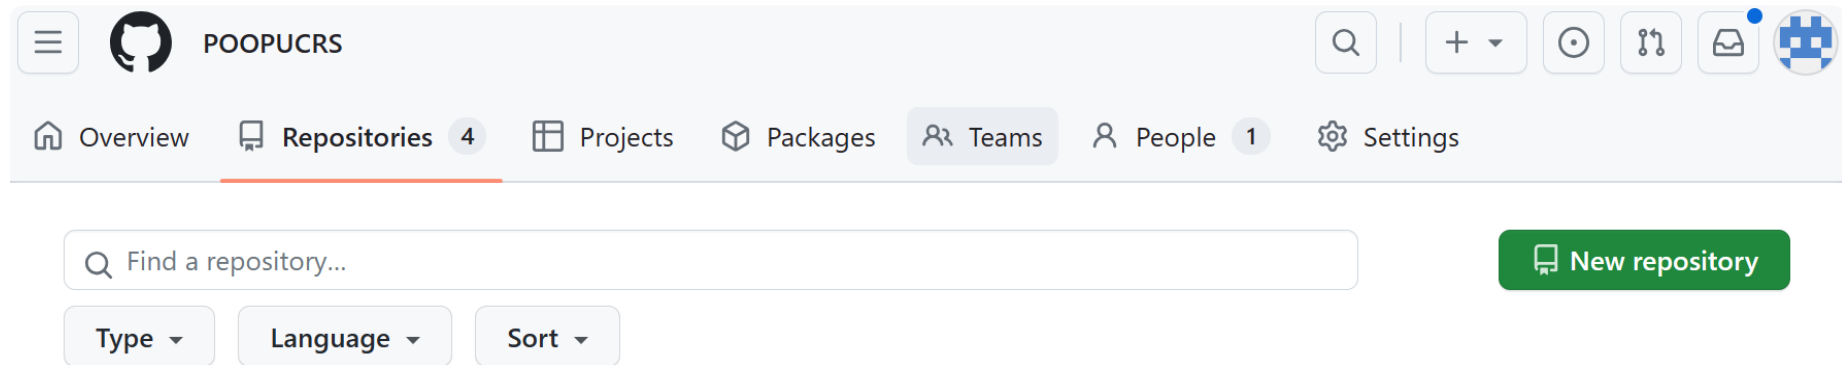 POOPUCRS
Overview Repositories 4 Projects Packages Teams People 1 Settings
Find a repository... New repository
Type Language Sort